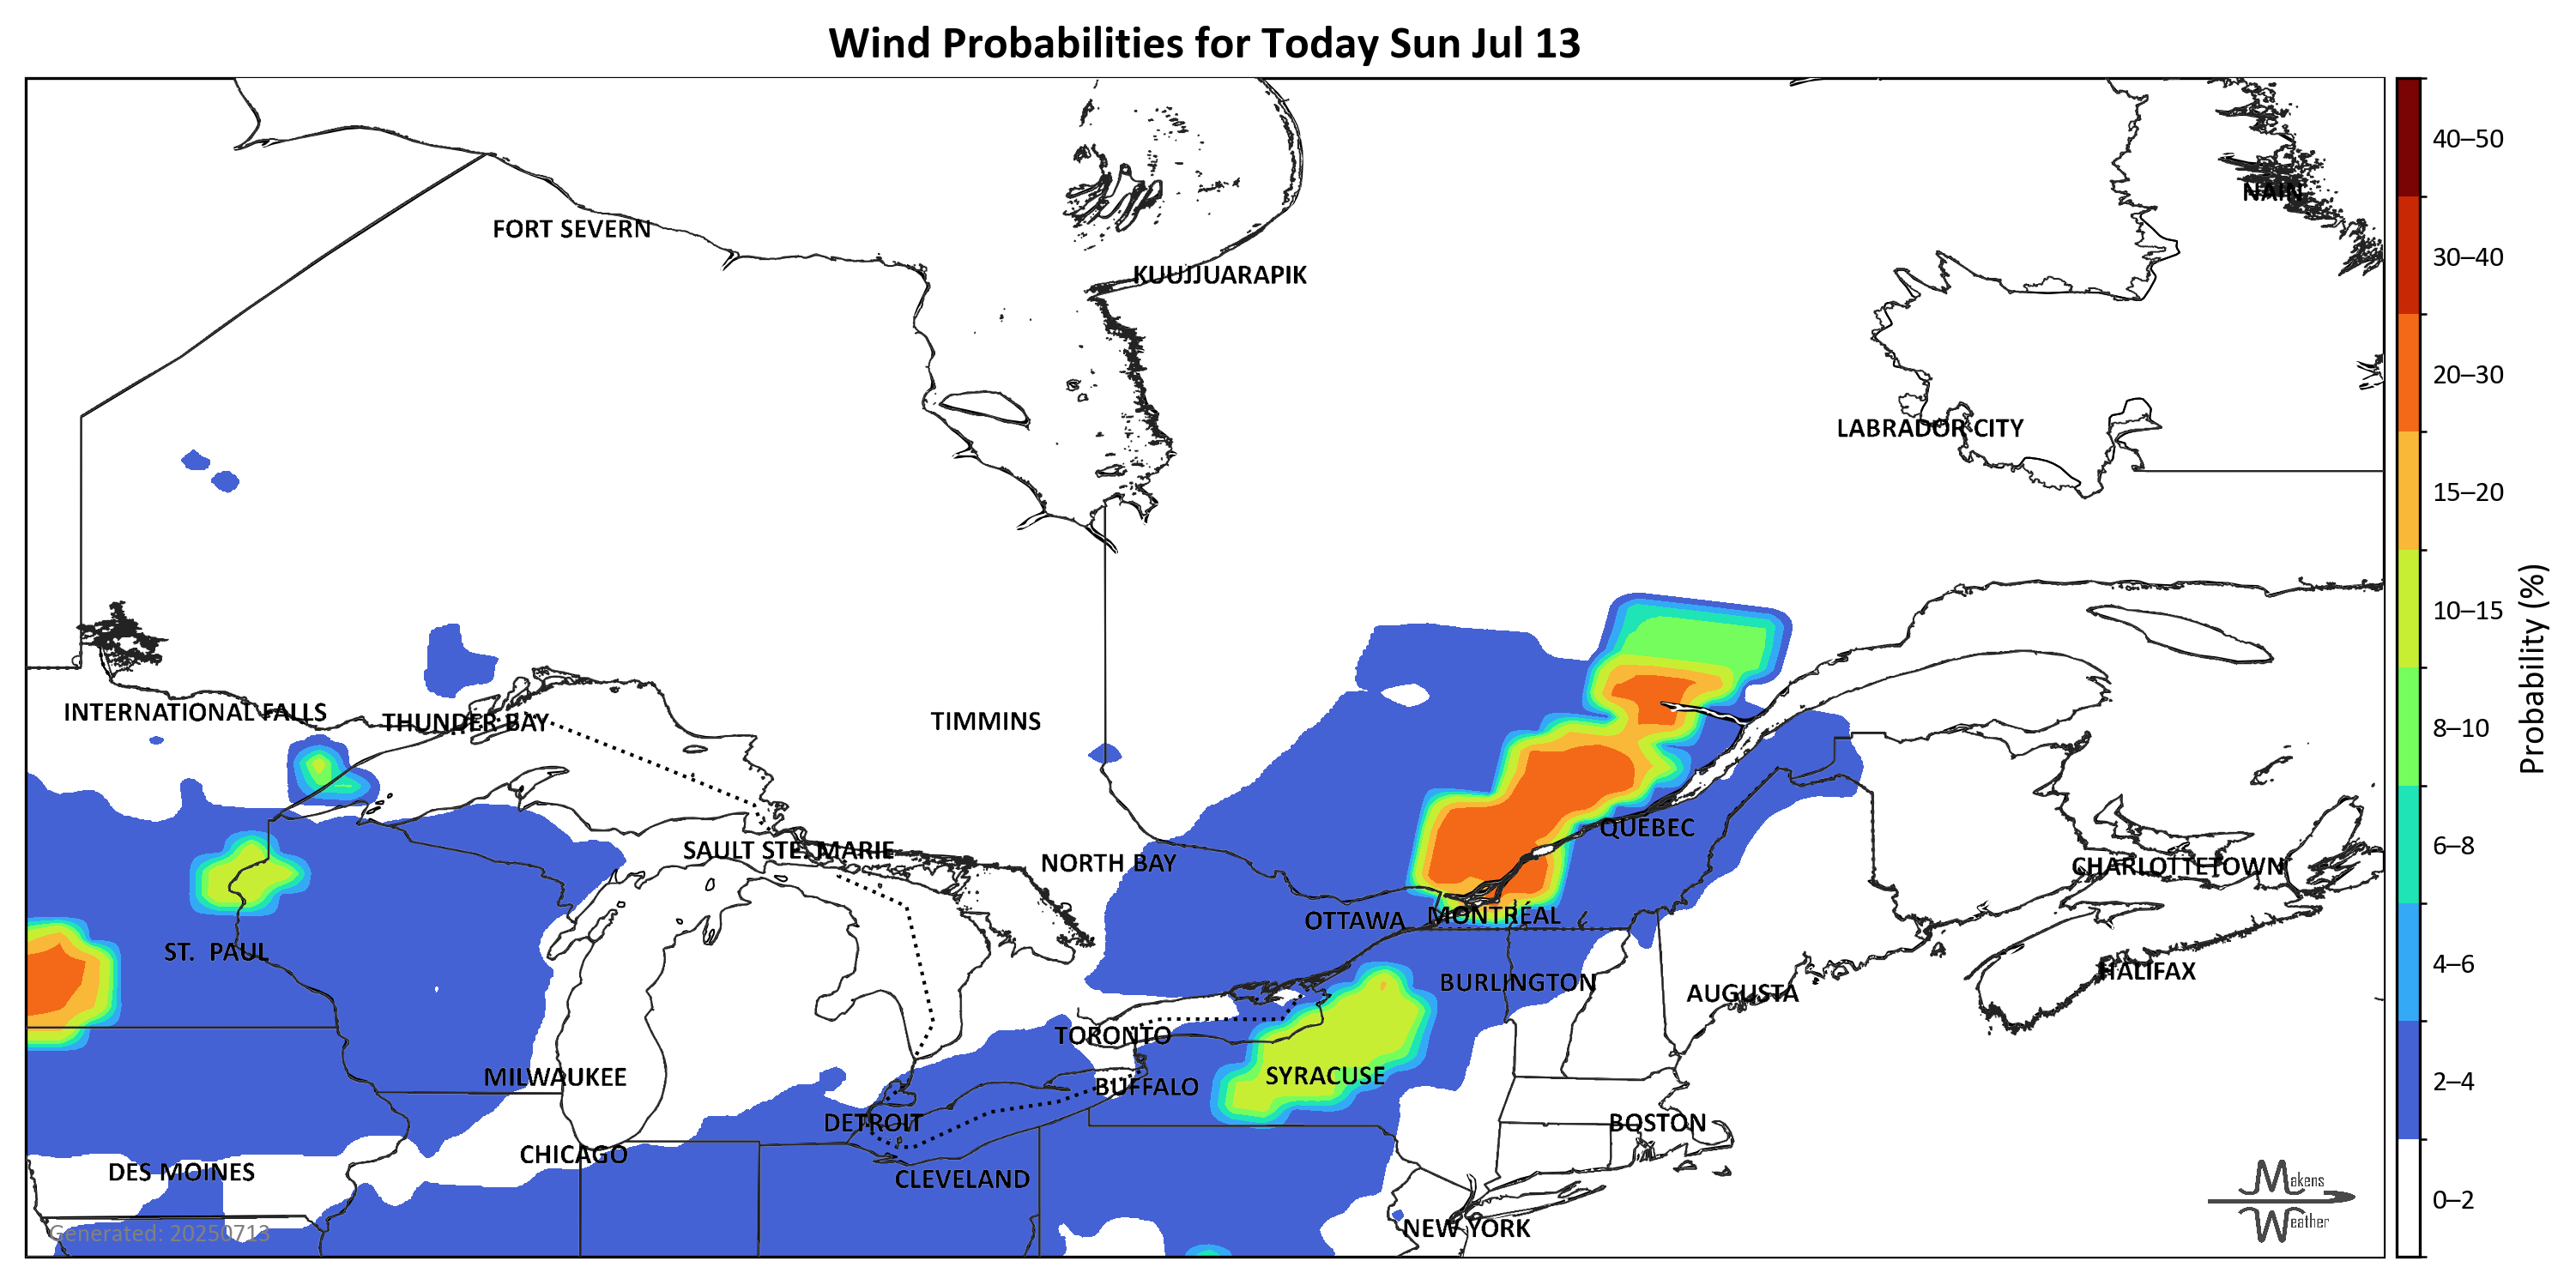 Wind Probabilities for Today Sun Jul 13
NAIN
FORT SEVERN
KUUJJUARAPIK
LABRADOR CITY
INTERNATIONAL FALLS
THUNDER BAY
TIMMINS
QUÉBEC
SAULT STE. MARIE
NORTH BAY
CHARLOTTETOWN
OTTAWA
MONTRÉAL
ST. PAUL
HALIFAX
BURLINGTON
AUGUSTA
TORONTO
SYRACUSE
MILWAUKEE
BUFFALO
DETROIT
BOSTON
CHICAGO
DES MOINES
CLEVELAND
NEW YORK
Generated: 20250713
Makens
Weather
40–50
30–40
20–30
15–20
10–15
8–10
6–8
4–6
2–4
0–2
Probability (%)